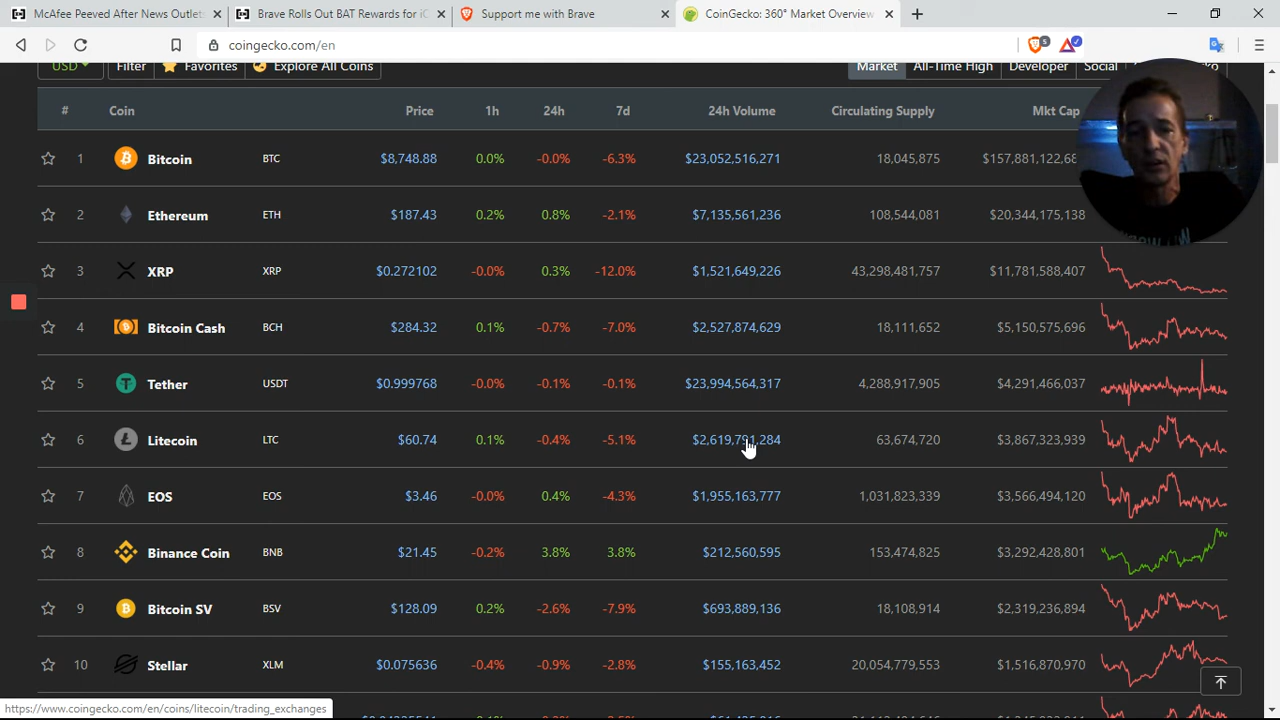 McAfee Peeved After News Outlet
Brave Rolls Out BAT Rewards for iO
Support me with Brave
CoinGecko: 360° Market Overview
coingecko.com/en
5
USD Filter Favorites Explore All Coins
Market All-Time High Developer Social
# Coin Price 1h 24h 7d 24h Volume Circulating Supply Mkt Cap
1 Bitcoin BTC $8,748.88 0.0% -0.0% -6.3% $23,052,516,271 18,045,875 $157,881,122,68
2 Ethereum ETH $187.43 0.2% 0.8% -2.1% $7,135,561,236 108,544,081 $20,344,175,138
3 XRP XRP $0.272102 -0.0% 0.3% -12.0% $1,521,649,226 43,298,481,757 $11,781,588,407
4 Bitcoin Cash BCH $284.32 0.1% -0.7% -7.0% $2,527,874,629 18,111,652 $5,150,575,696
5 Tether USDT $0.999768 -0.0% -0.1% -0.1% $23,994,564,317 4,288,917,905 $4,291,466,037
6 Litecoin LTC $60.74 0.1% -0.4% -5.1% $2,619,791,284 63,674,720 $3,867,323,939
7 EOS EOS $3.46 -0.0% 0.4% -4.3% $1,955,163,777 1,031,823,339 $3,566,494,120
8 Binance Coin BNB $21.45 -0.2% 3.8% 3.8% $212,560,595 153,474,825 $3,292,428,801
9 Bitcoin SV BSV $128.09 0.2% -2.6% -7.9% $693,889,136 18,108,914 $2,319,236,894
10 Stellar XLM $0.075636 -0.4% -0.9% -2.8% $155,163,452 20,054,779,553 $1,516,870,970
https://www.coingecko.com/en/coins/litecoin/trading_exchanges